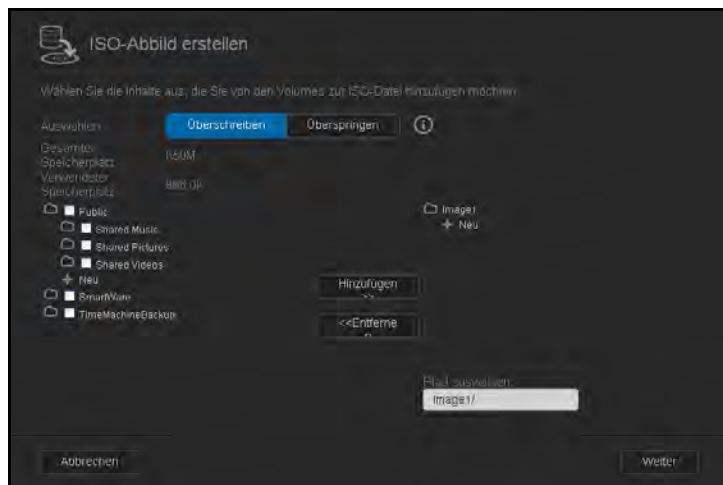 ISO-Abbild erstellen
Wählen Sie die Inhalte aus, die Sie von den Volumes zur ISO-Datei hinzufügen möchten.
Auswählen
Überschreiben
Überspringen
Gesamter
Speicherplatz
650M
Verwendeter
Speicherplatz
Public
Shared Music
Shared Pictures
Shared Videos
Neu
SmartWare
TimeMachineBackup
Image1
Neu
Hinzufügen
>>
<<Entferne
n
Pfad auswählen:
Image1/
Abbrechen
Weiter